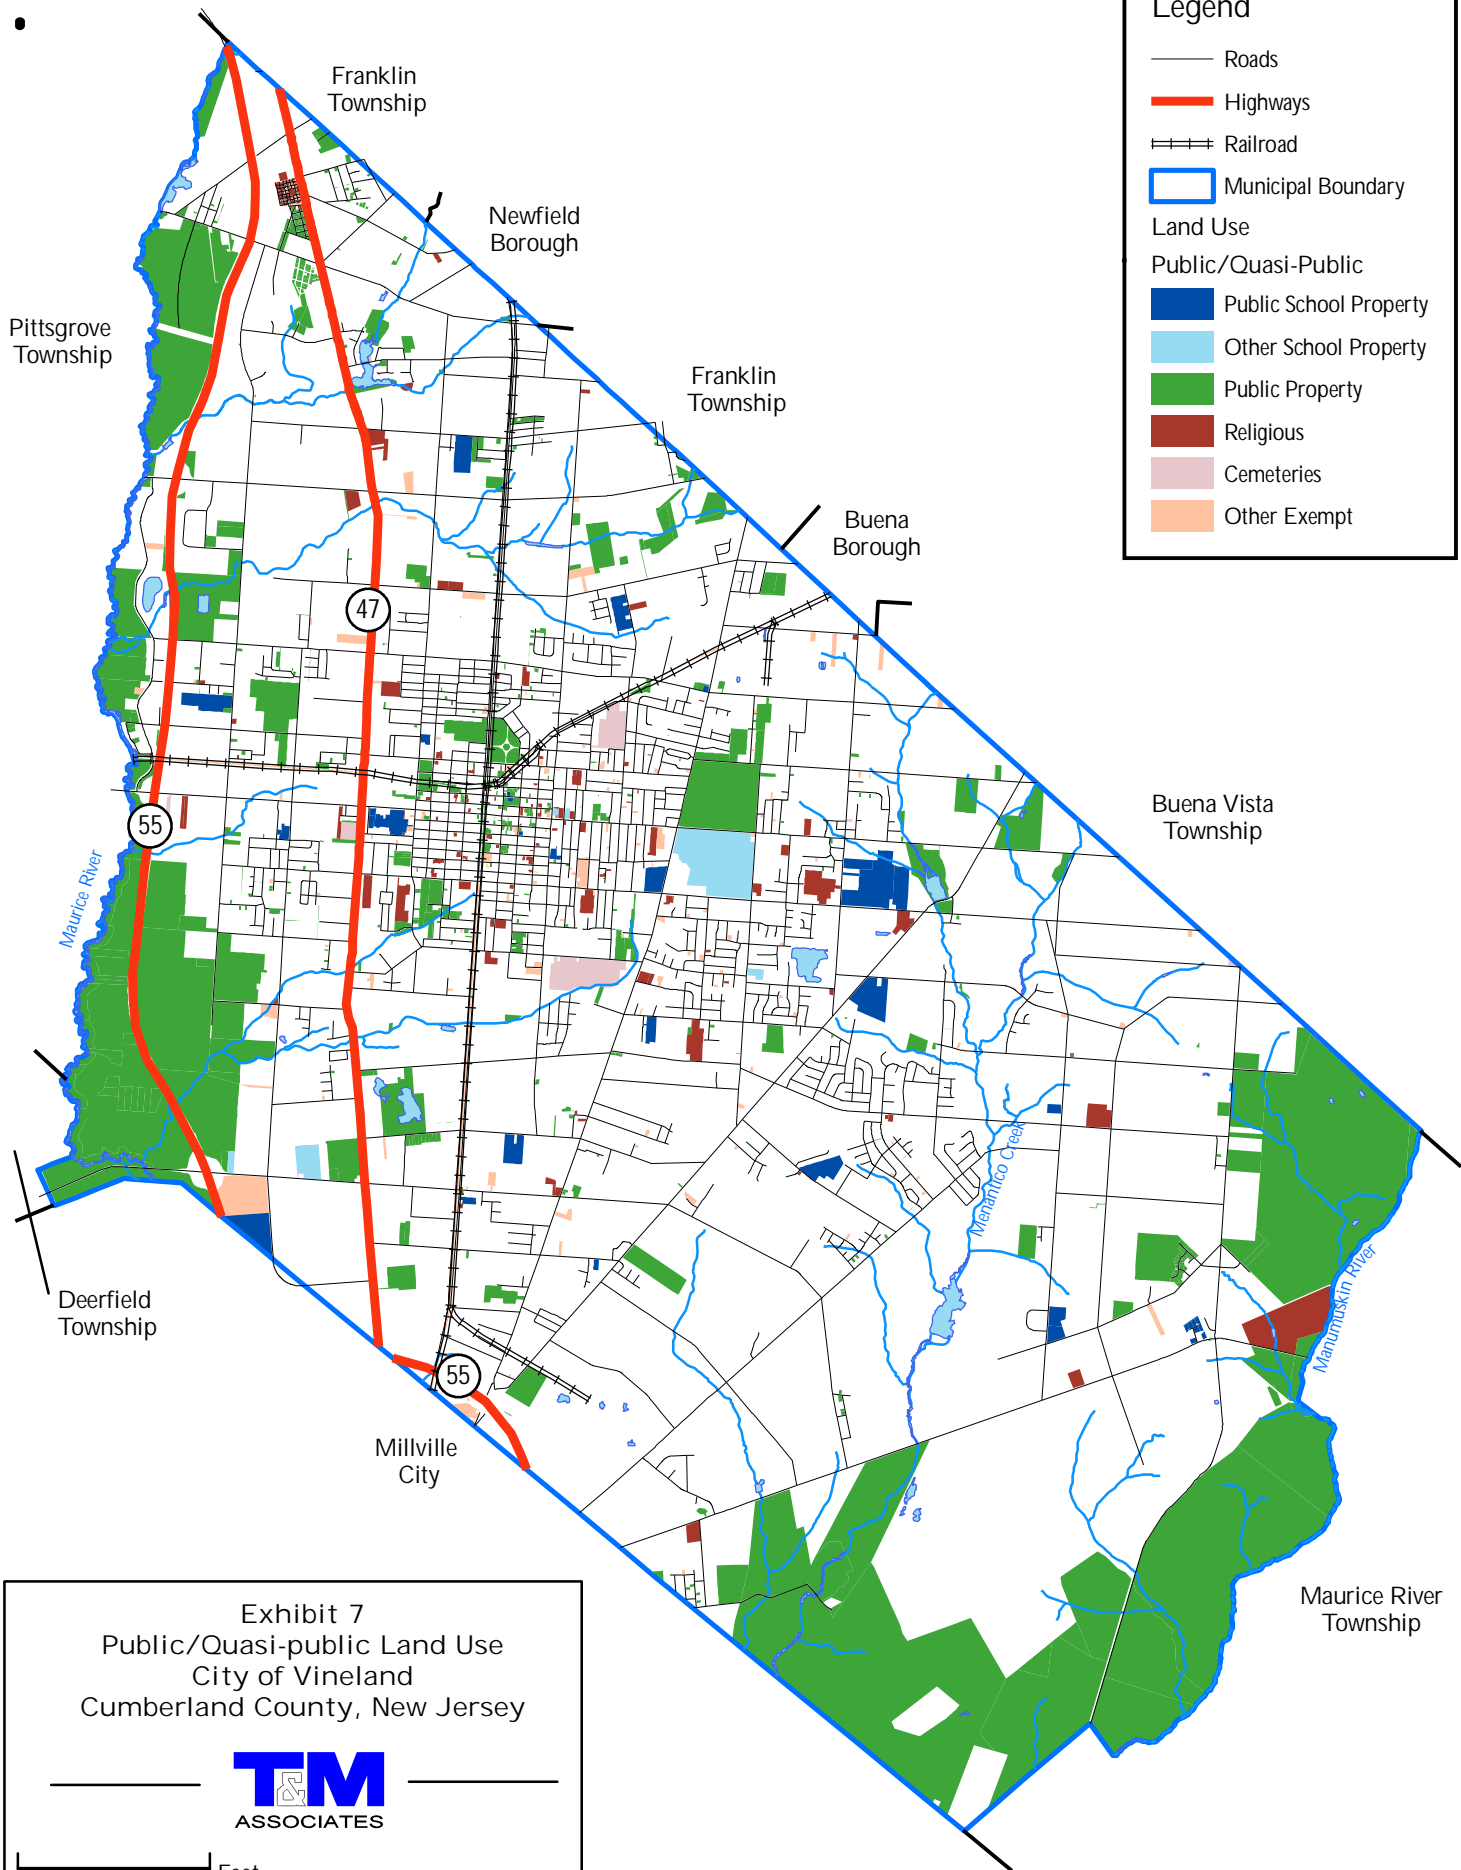 Legend
Roads
Highways
Railroad
Municipal Boundary
Land Use
Public/Quasi-Public
Public School Property
Other School Property
Public Property
Religious
Cemeteries
Other Exempt
Franklin
Township
Newfield
Borough
Pittsgrove
Township
Franklin
Township
Buena
Borough
47
Buena Vista
Township
55
Maurice River
Menantico Creek
Manumuskin River
Deerfield
Township
55
Millville
City
Maurice River
Township
Exhibit 7
Public/Quasi-public Land Use
City of Vineland
Cumberland County, New Jersey
T&M
ASSOCIATES
Feet